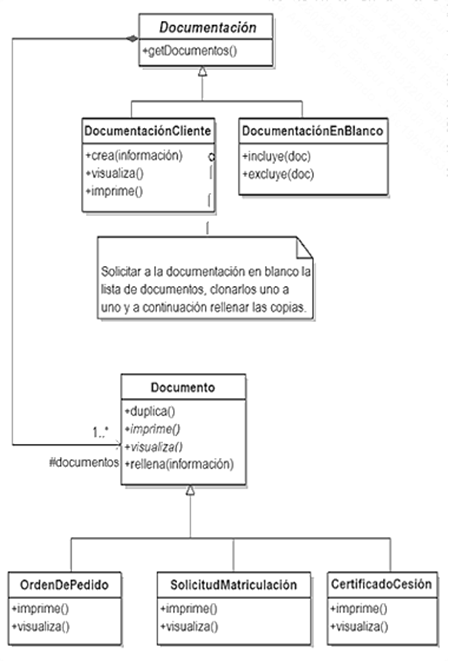 Documentación
+getDocumentos()
DocumentaciónCliente
+crea(información)
+visualiza()
+imprime()
DocumentaciónEnBlanco
+incluye(doc)
+excluye(doc)
Solicitar a la documentación en blanco la
lista de documentos, clonarlos uno a
uno y a continuación rellenar las copias.
Documento
+duplica()
+imprime()
+visualiza()
+rellena(información)
1..*
#documentos
OrdenDePedido
+imprime()
+visualiza()
SolicitudMatriculación
+imprime()
+visualiza()
CertificadoCesión
+imprime()
+visualiza()